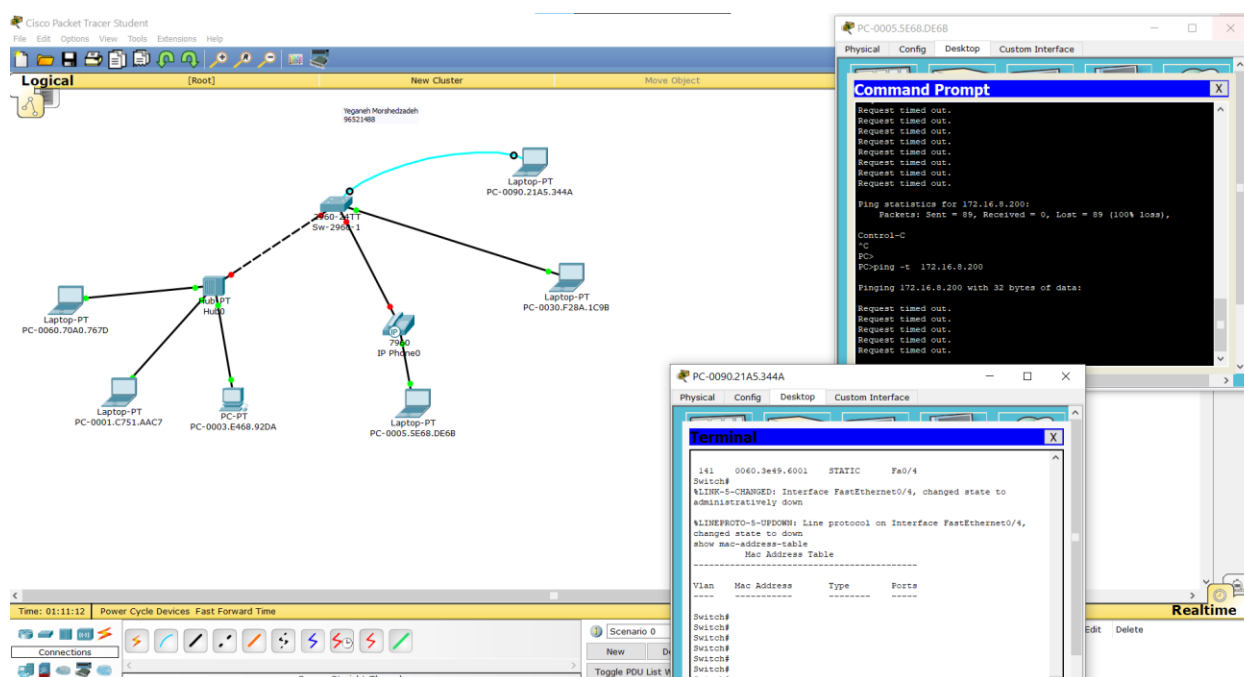 Cisco Packet Tracer Student
File Edit Options View Tools Extensions Help
Logical [Root] New Cluster Move Object
Yeganeh Morshedzadeh
96521488
Laptop-PT
PC-0090.21A5.344A
2960-24TT
Sw-2960-1
Laptop-PT
PC-0030.F28A.1C9B
Hub-PT
Hub0
Laptop-PT
PC-0060.70A0.767D
7960
IP Phone0
Laptop-PT
PC-0001.C751.AAC7
PC-PT
PC-0003.E468.92DA
Laptop-PT
PC-0005.5E68.DE6B
Time: 01:11:12 Power Cycle Devices Fast Forward Time
Realtime
Connections
Scenario 0
New
Toggle PDU List
Edit Delete
PC-0005.5E68.DE6B
Physical Config Desktop Custom Interface
Command Prompt X
Request timed out.
Request timed out.
Request timed out.
Request timed out.
Request timed out.
Request timed out.
Request timed out.
Request timed out.
Ping statistics for 172.16.8.200:
Packets: Sent = 89, Received = 0, Lost = 89 (100% loss),
Control-C
^C
PC>
PC>ping -t 172.16.8.200
Pinging 172.16.8.200 with 32 bytes of data:
Request timed out.
Request timed out.
Request timed out.
Request timed out.
Request timed out.
PC-0090.21A5.344A
Physical Config Desktop Custom Interface
Terminal X
141 0060.3e49.6001 STATIC Fa0/4
Switch#
%LINK-5-CHANGED: Interface FastEthernet0/4, changed state to
administratively down
%LINEPROTO-5-UPDOWN: Line protocol on Interface FastEthernet0/4,
changed state to down
show mac-address-table
Mac Address Table
-------------------------------------------
Vlan Mac Address Type Ports
---- ----------- -------- -----
Switch#
Switch#
Switch#
Switch#
Switch#
Switch#